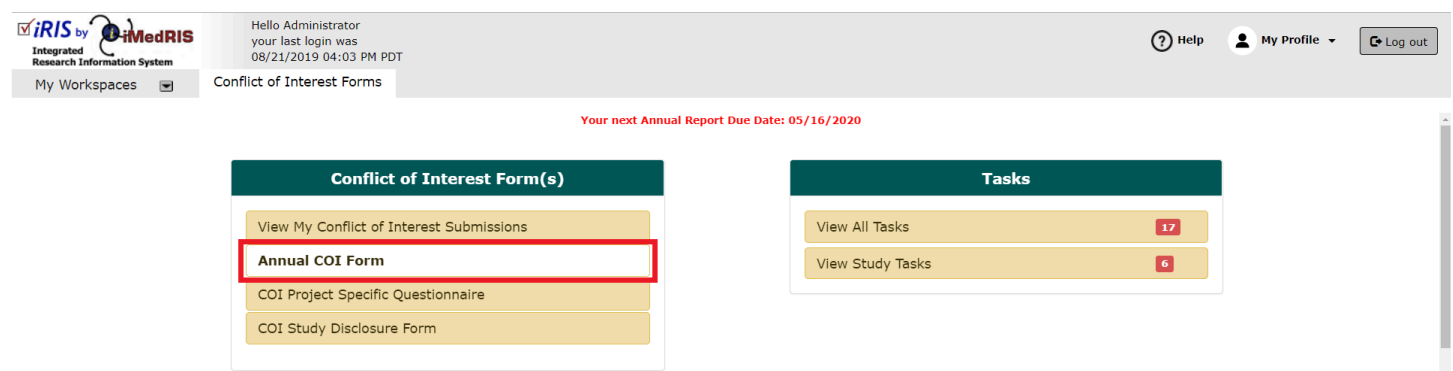 iRIS by iMedRIS
Integrated
Research Information System
Hello Administrator
your last login was
08/21/2019 04:03 PM PDT
? Help
My Profile
Log out
My Workspaces
Conflict of Interest Forms
Your next Annual Report Due Date: 05/16/2020
Conflict of Interest Form(s)
View My Conflict of Interest Submissions
Annual COI Form
COI Project Specific Questionnaire
COI Study Disclosure Form
Tasks
View All Tasks 17
View Study Tasks 6